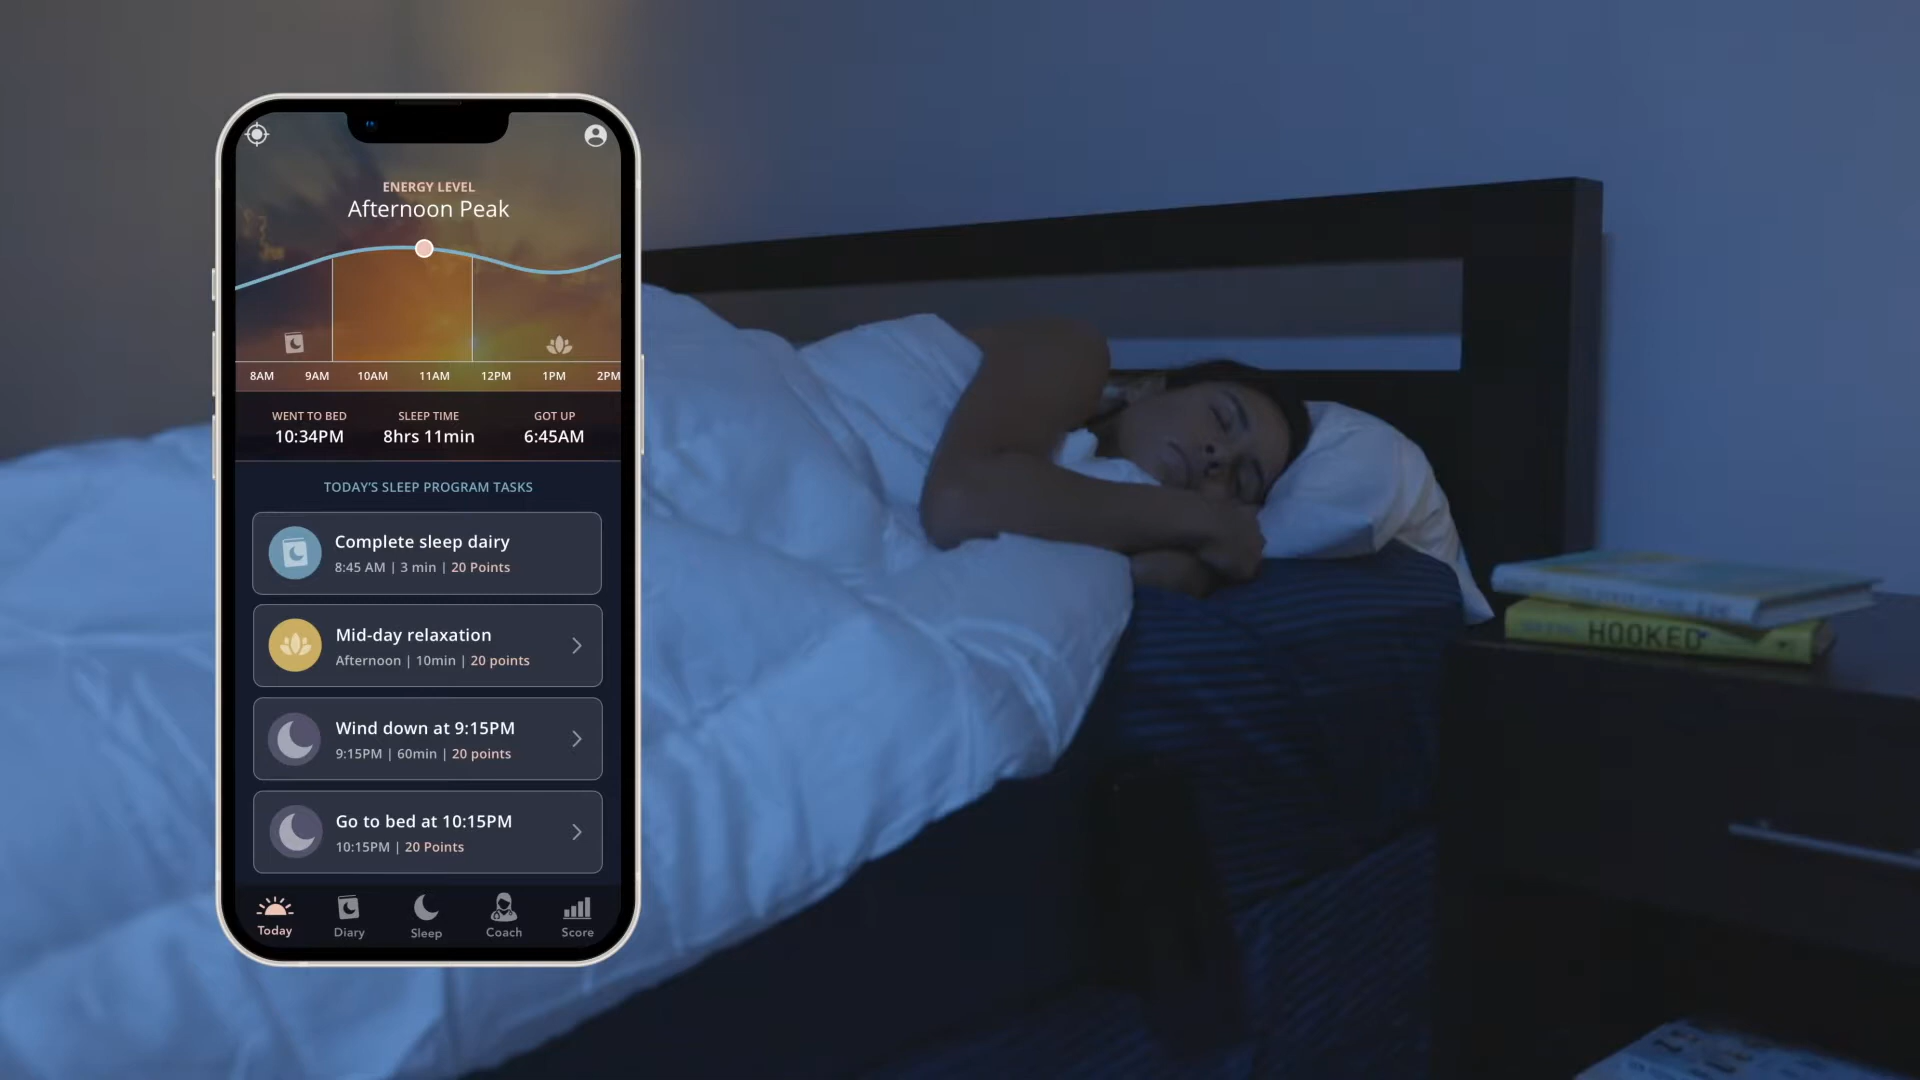 ENERGY LEVEL
Afternoon Peak
8AM 9AM 10AM 11AM 12PM 1PM 2PM
WENT TO BED SLEEP TIME GOT UP
10:34PM 8hrs 11min 6:45AM
TODAY'S SLEEP PROGRAM TASKS
Complete sleep dairy
8:45 AM | 3 min | 20 Points
Mid-day relaxation
Afternoon | 10min | 20 points
Wind down at 9:15PM
9:15PM | 60min | 20 points
Go to bed at 10:15PM
10:15PM | 20 Points
Today Diary Sleep Coach Score
HOOKED